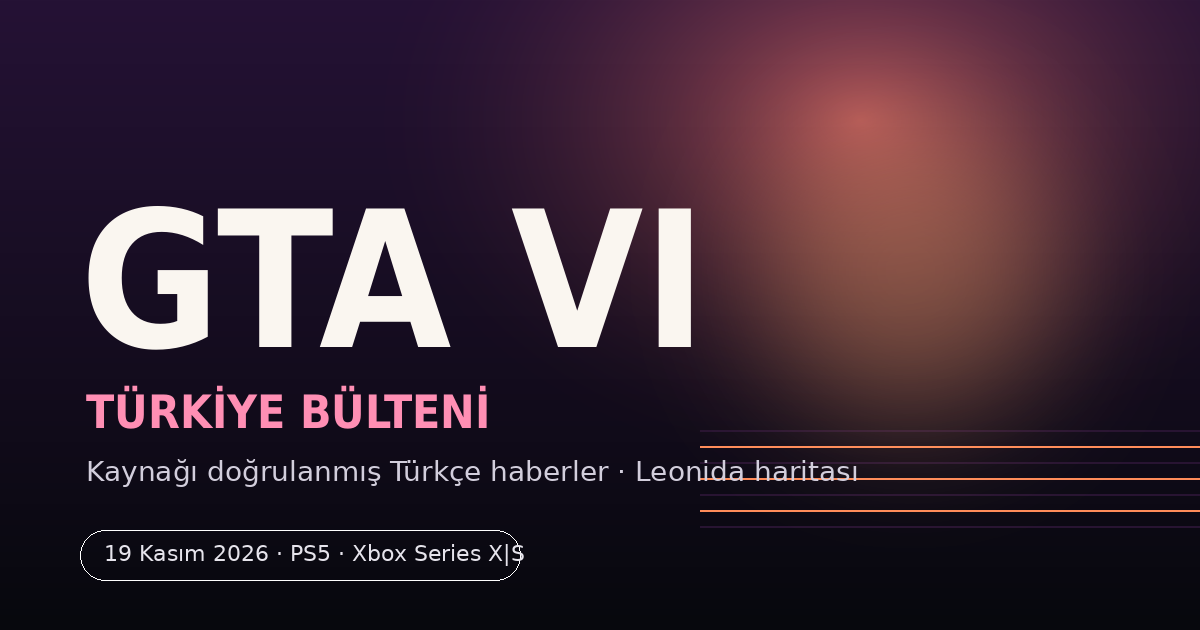 GTA VI
TÜRKİYE BÜLTENİ
Kaynağı doğrulanmış Türkçe haberler · Leonida haritası
19 Kasım 2026 · PS5 · Xbox Series X|S